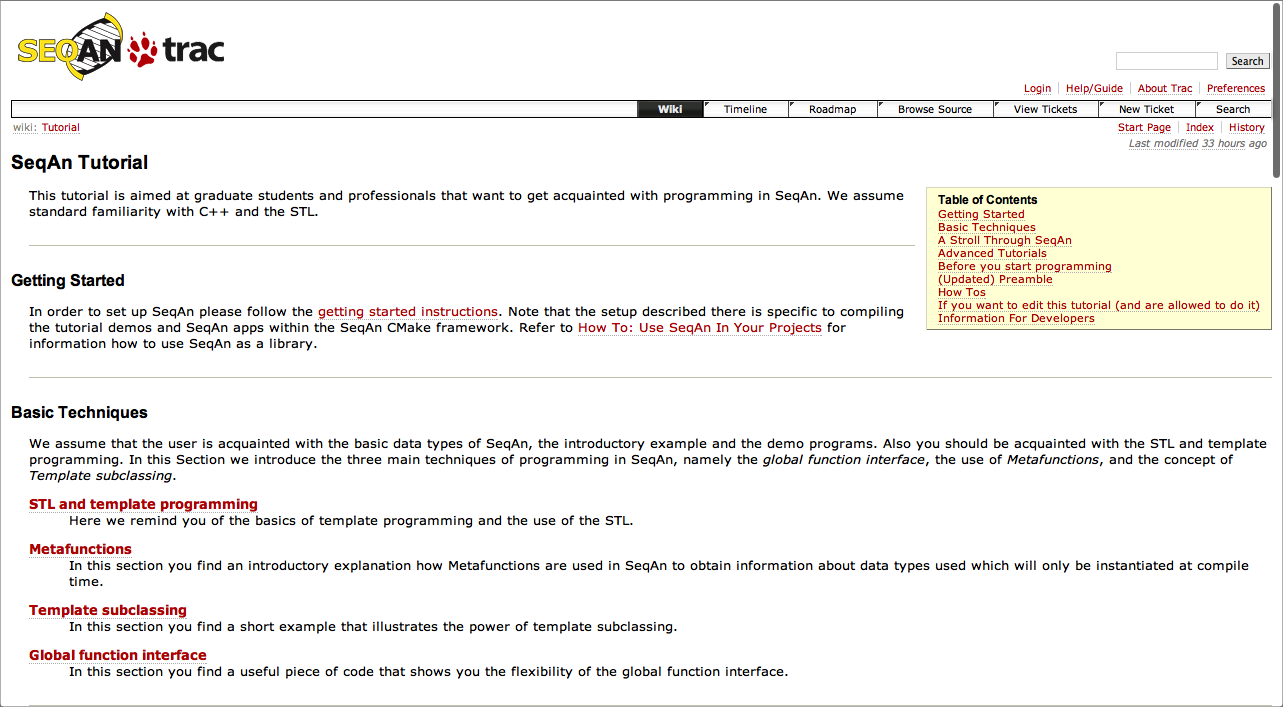 SEQAN trac
Search
Login Help/Guide About Trac Preferences
Wiki Timeline Roadmap Browse Source View Tickets New Ticket Search
wiki: Tutorial
Start Page Index History
Last modified 33 hours ago
SeqAn Tutorial
This tutorial is aimed at graduate students and professionals that want to get acquainted with programming in SeqAn. We assume
standard familiarity with C++ and the STL.
Table of Contents
Getting Started
Basic Techniques
A Stroll Through SeqAn
Advanced Tutorials
Before you start programming
(Updated) Preamble
How Tos
If you want to edit this tutorial (and are allowed to do it)
Information For Developers
Getting Started
In order to set up SeqAn please follow the getting started instructions. Note that the setup described there is specific to compiling
the tutorial demos and SeqAn apps within the SeqAn CMake framework. Refer to How To: Use SeqAn In Your Projects for
information how to use SeqAn as a library.
Basic Techniques
We assume that the user is acquainted with the basic data types of SeqAn, the introductory example and the demo programs. Also you should be acquainted with the STL and template
programming. In this Section we introduce the three main techniques of programming in SeqAn, namely the global function interface, the use of Metafunctions, and the concept of
Template subclassing.
STL and template programming
Here we remind you of the basics of template programming and the use of the STL.
Metafunctions
In this section you find an introductory explanation how Metafunctions are used in SeqAn to obtain information about data types used which will only be instantiated at compile
time.
Template subclassing
In this section you find a short example that illustrates the power of template subclassing.
Global function interface
In this section you find a useful piece of code that shows you the flexibility of the global function interface.